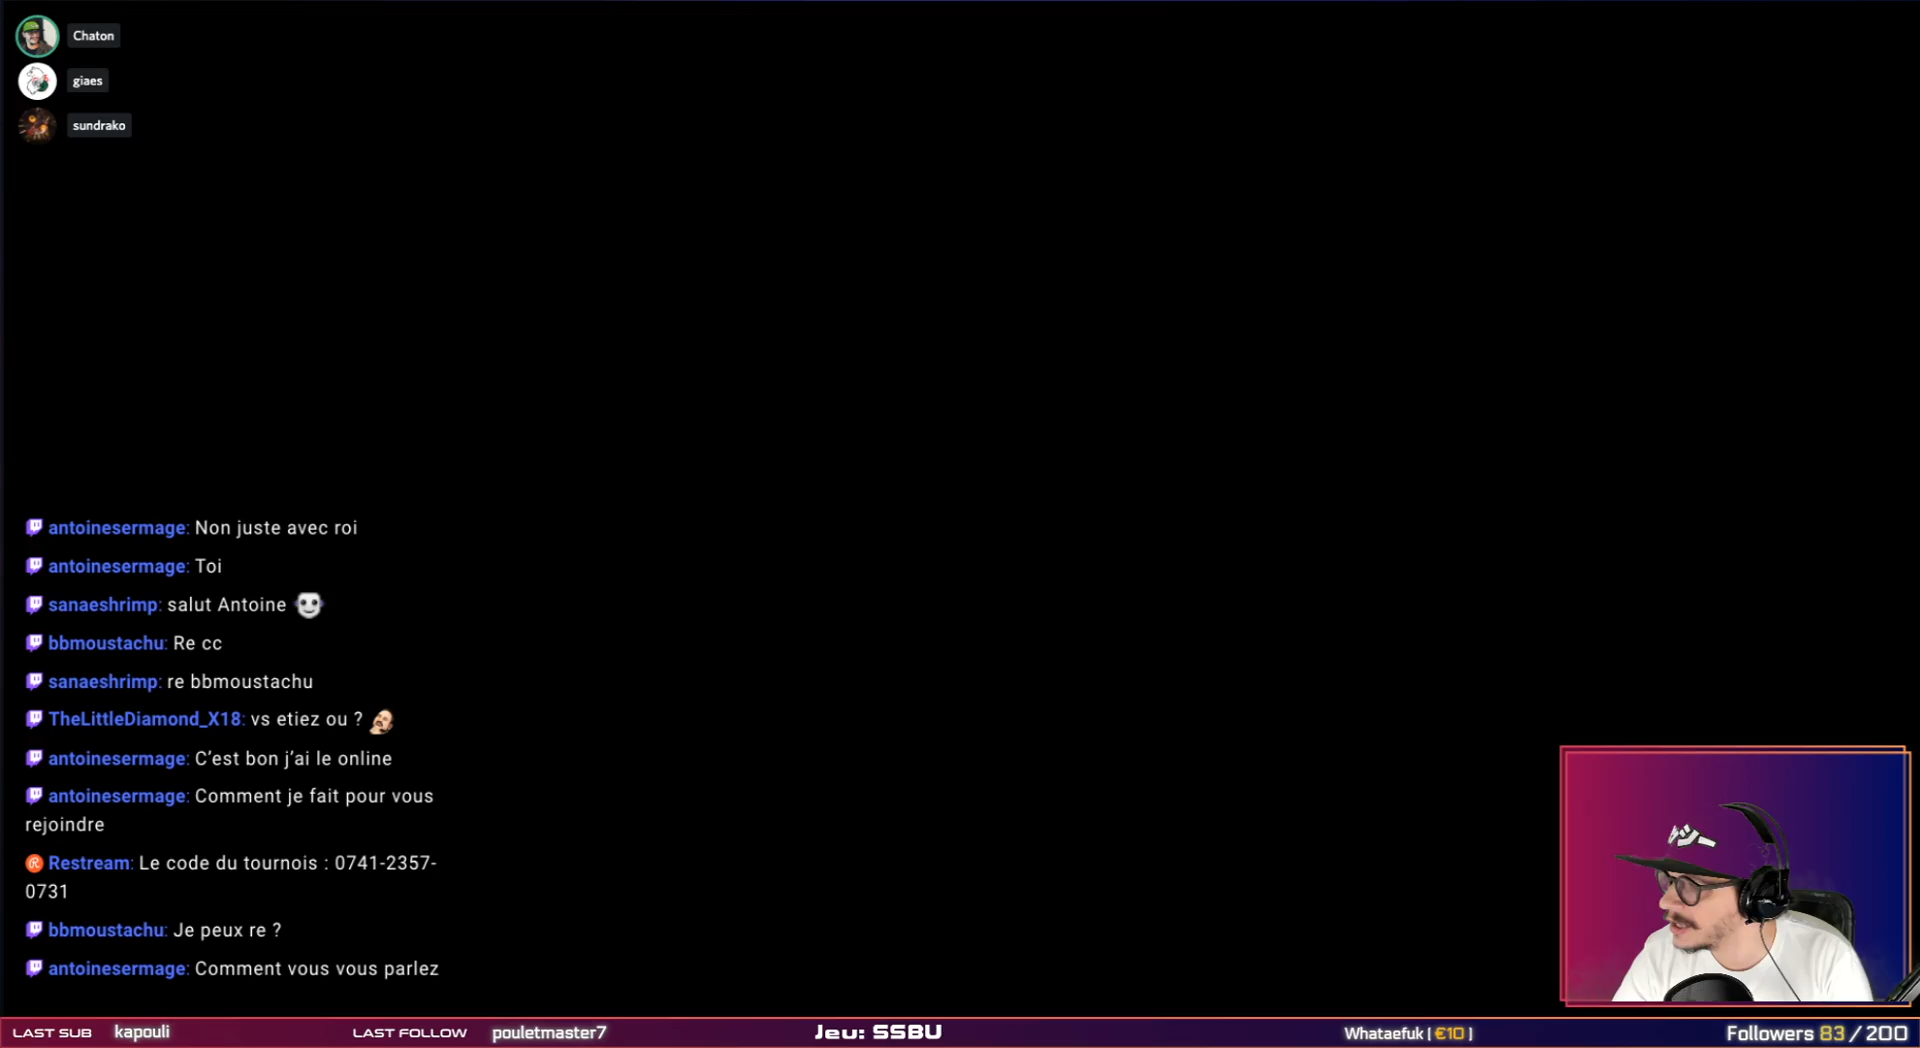 Chaton
giaes
sundrako
antoinesermage: Non juste avec roi
antoinesermage: Toi
sanaeshrimp: salut Antoine
bbmoustachu: Re cc
sanaeshrimp: re bbmoustachu
TheLittleDiamond_X18: vs etiez ou ?
antoinesermage: C’est bon j’ai le online
antoinesermage: Comment je fait pour vous
rejoindre
Restream: Le code du tournois : 0741-2357-
0731
bbmoustachu: Je peux re ?
antoinesermage: Comment vous vous parlez
LAST SUB kapouli LAST FOLLOW pouletmaster7 Jeu: SSBU Whataefuk [ €10 ] Followers 83 / 200